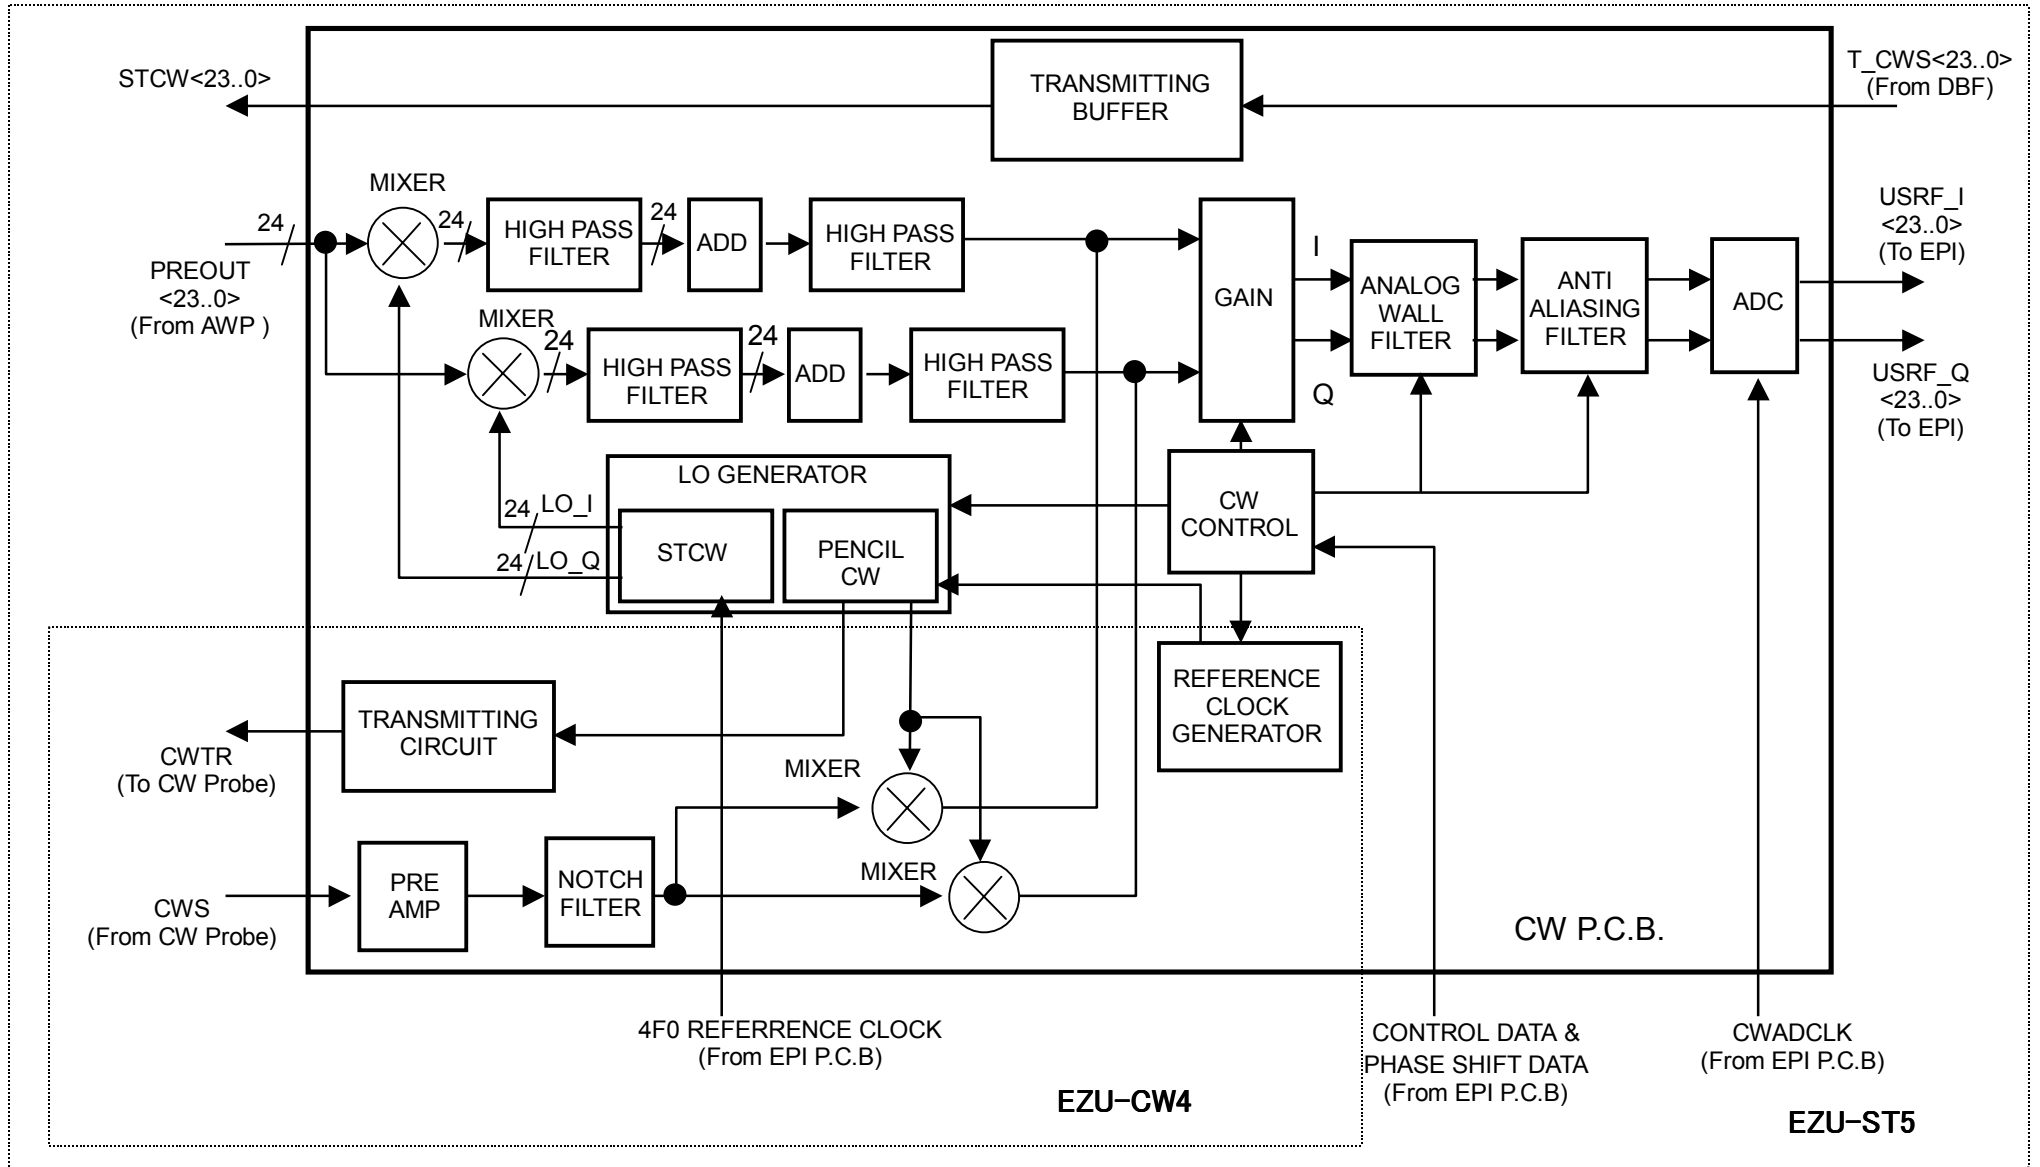 STCW<23..0>
TRANSMITTING
BUFFER
T_CWS<23..0>
(From DBF)
MIXER
24
24
HIGH PASS
FILTER
24
ADD
HIGH PASS
FILTER
PREOUT
<23..0>
(From AWP )
MIXER
24
HIGH PASS
FILTER
24
ADD
HIGH PASS
FILTER
GAIN
I
Q
ANALOG
WALL
FILTER
ANTI
ALIASING
FILTER
ADC
USRF_I
<23..0>
(To EPI)
USRF_Q
<23..0>
(To EPI)
LO GENERATOR
24
LO_I
24
LO_Q
STCW
PENCIL
CW
CW
CONTROL
REFERENCE
CLOCK
GENERATOR
TRANSMITTING
CIRCUIT
CWTR
(To CW Probe)
MIXER
MIXER
PRE
AMP
NOTCH
FILTER
CWS
(From CW Probe)
CW P.C.B.
4F0 REFERRENCE CLOCK
(From EPI P.C.B)
CONTROL DATA &
PHASE SHIFT DATA
(From EPI P.C.B)
CWADCLK
(From EPI P.C.B)
EZU-CW4
EZU-ST5